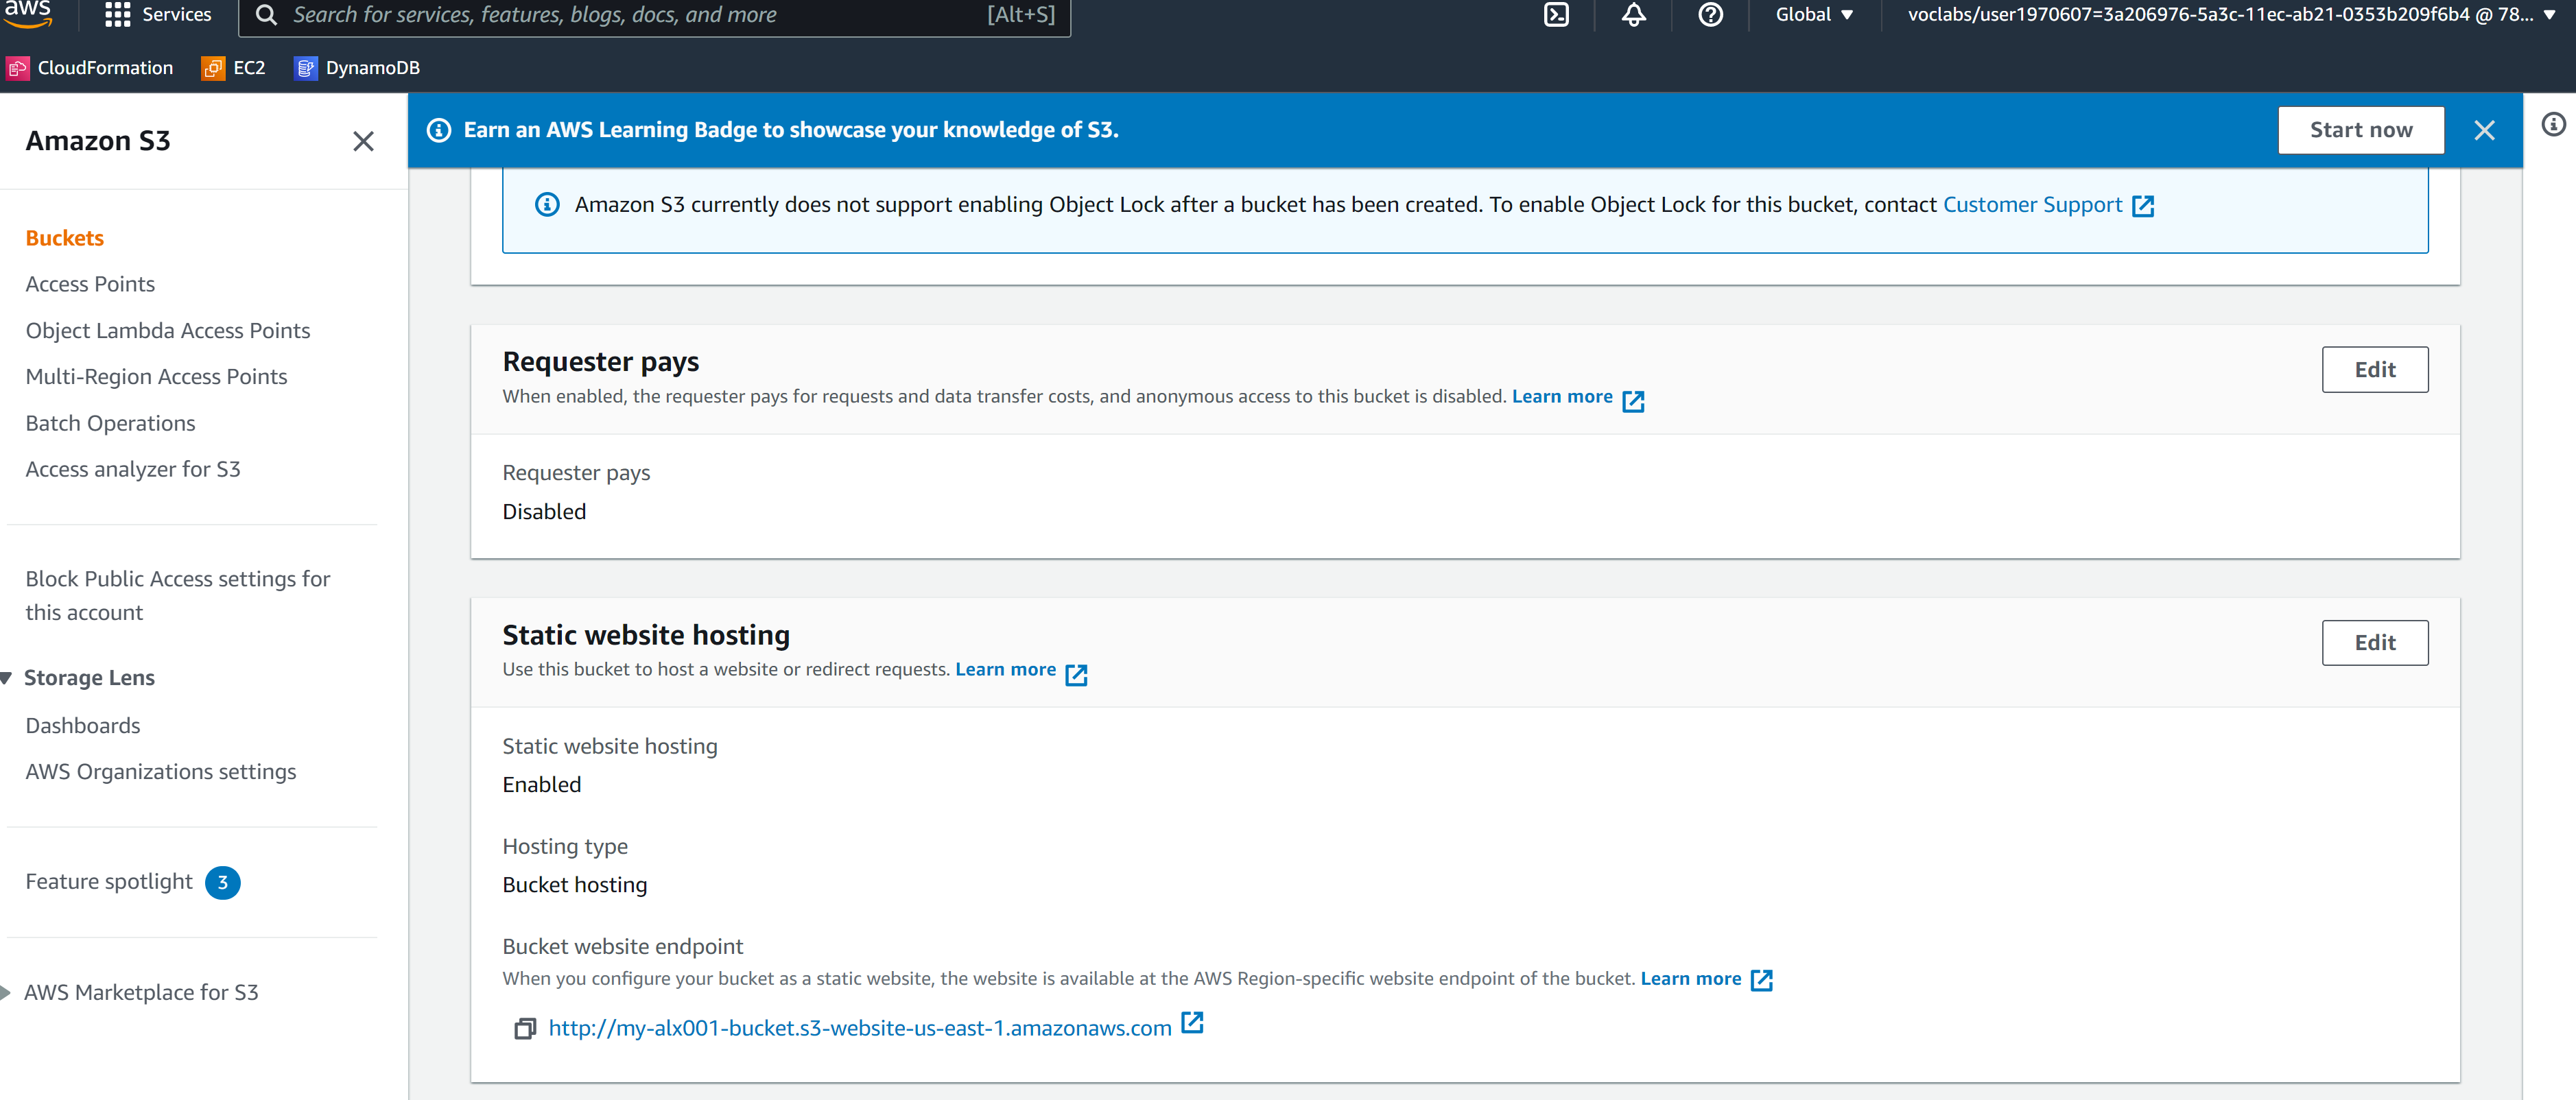 aws
Services
Search for services, features, blogs, docs, and more
[Alt+S]
Global
voclabs/user1970607=3a206976-5a3c-11ec-ab21-0353b209f6b4 @ 78...
CloudFormation
EC2
DynamoDB
Amazon S3
Buckets
Access Points
Object Lambda Access Points
Multi-Region Access Points
Batch Operations
Access analyzer for S3
Block Public Access settings for
this account
Storage Lens
Dashboards
AWS Organizations settings
Feature spotlight 3
AWS Marketplace for S3
Earn an AWS Learning Badge to showcase your knowledge of S3.
Start now
Amazon S3 currently does not support enabling Object Lock after a bucket has been created. To enable Object Lock for this bucket, contact Customer Support
Requester pays
Edit
When enabled, the requester pays for requests and data transfer costs, and anonymous access to this bucket is disabled. Learn more
Requester pays
Disabled
Static website hosting
Edit
Use this bucket to host a website or redirect requests. Learn more
Static website hosting
Enabled
Hosting type
Bucket hosting
Bucket website endpoint
When you configure your bucket as a static website, the website is available at the AWS Region-specific website endpoint of the bucket. Learn more
http://my-alx001-bucket.s3-website-us-east-1.amazonaws.com